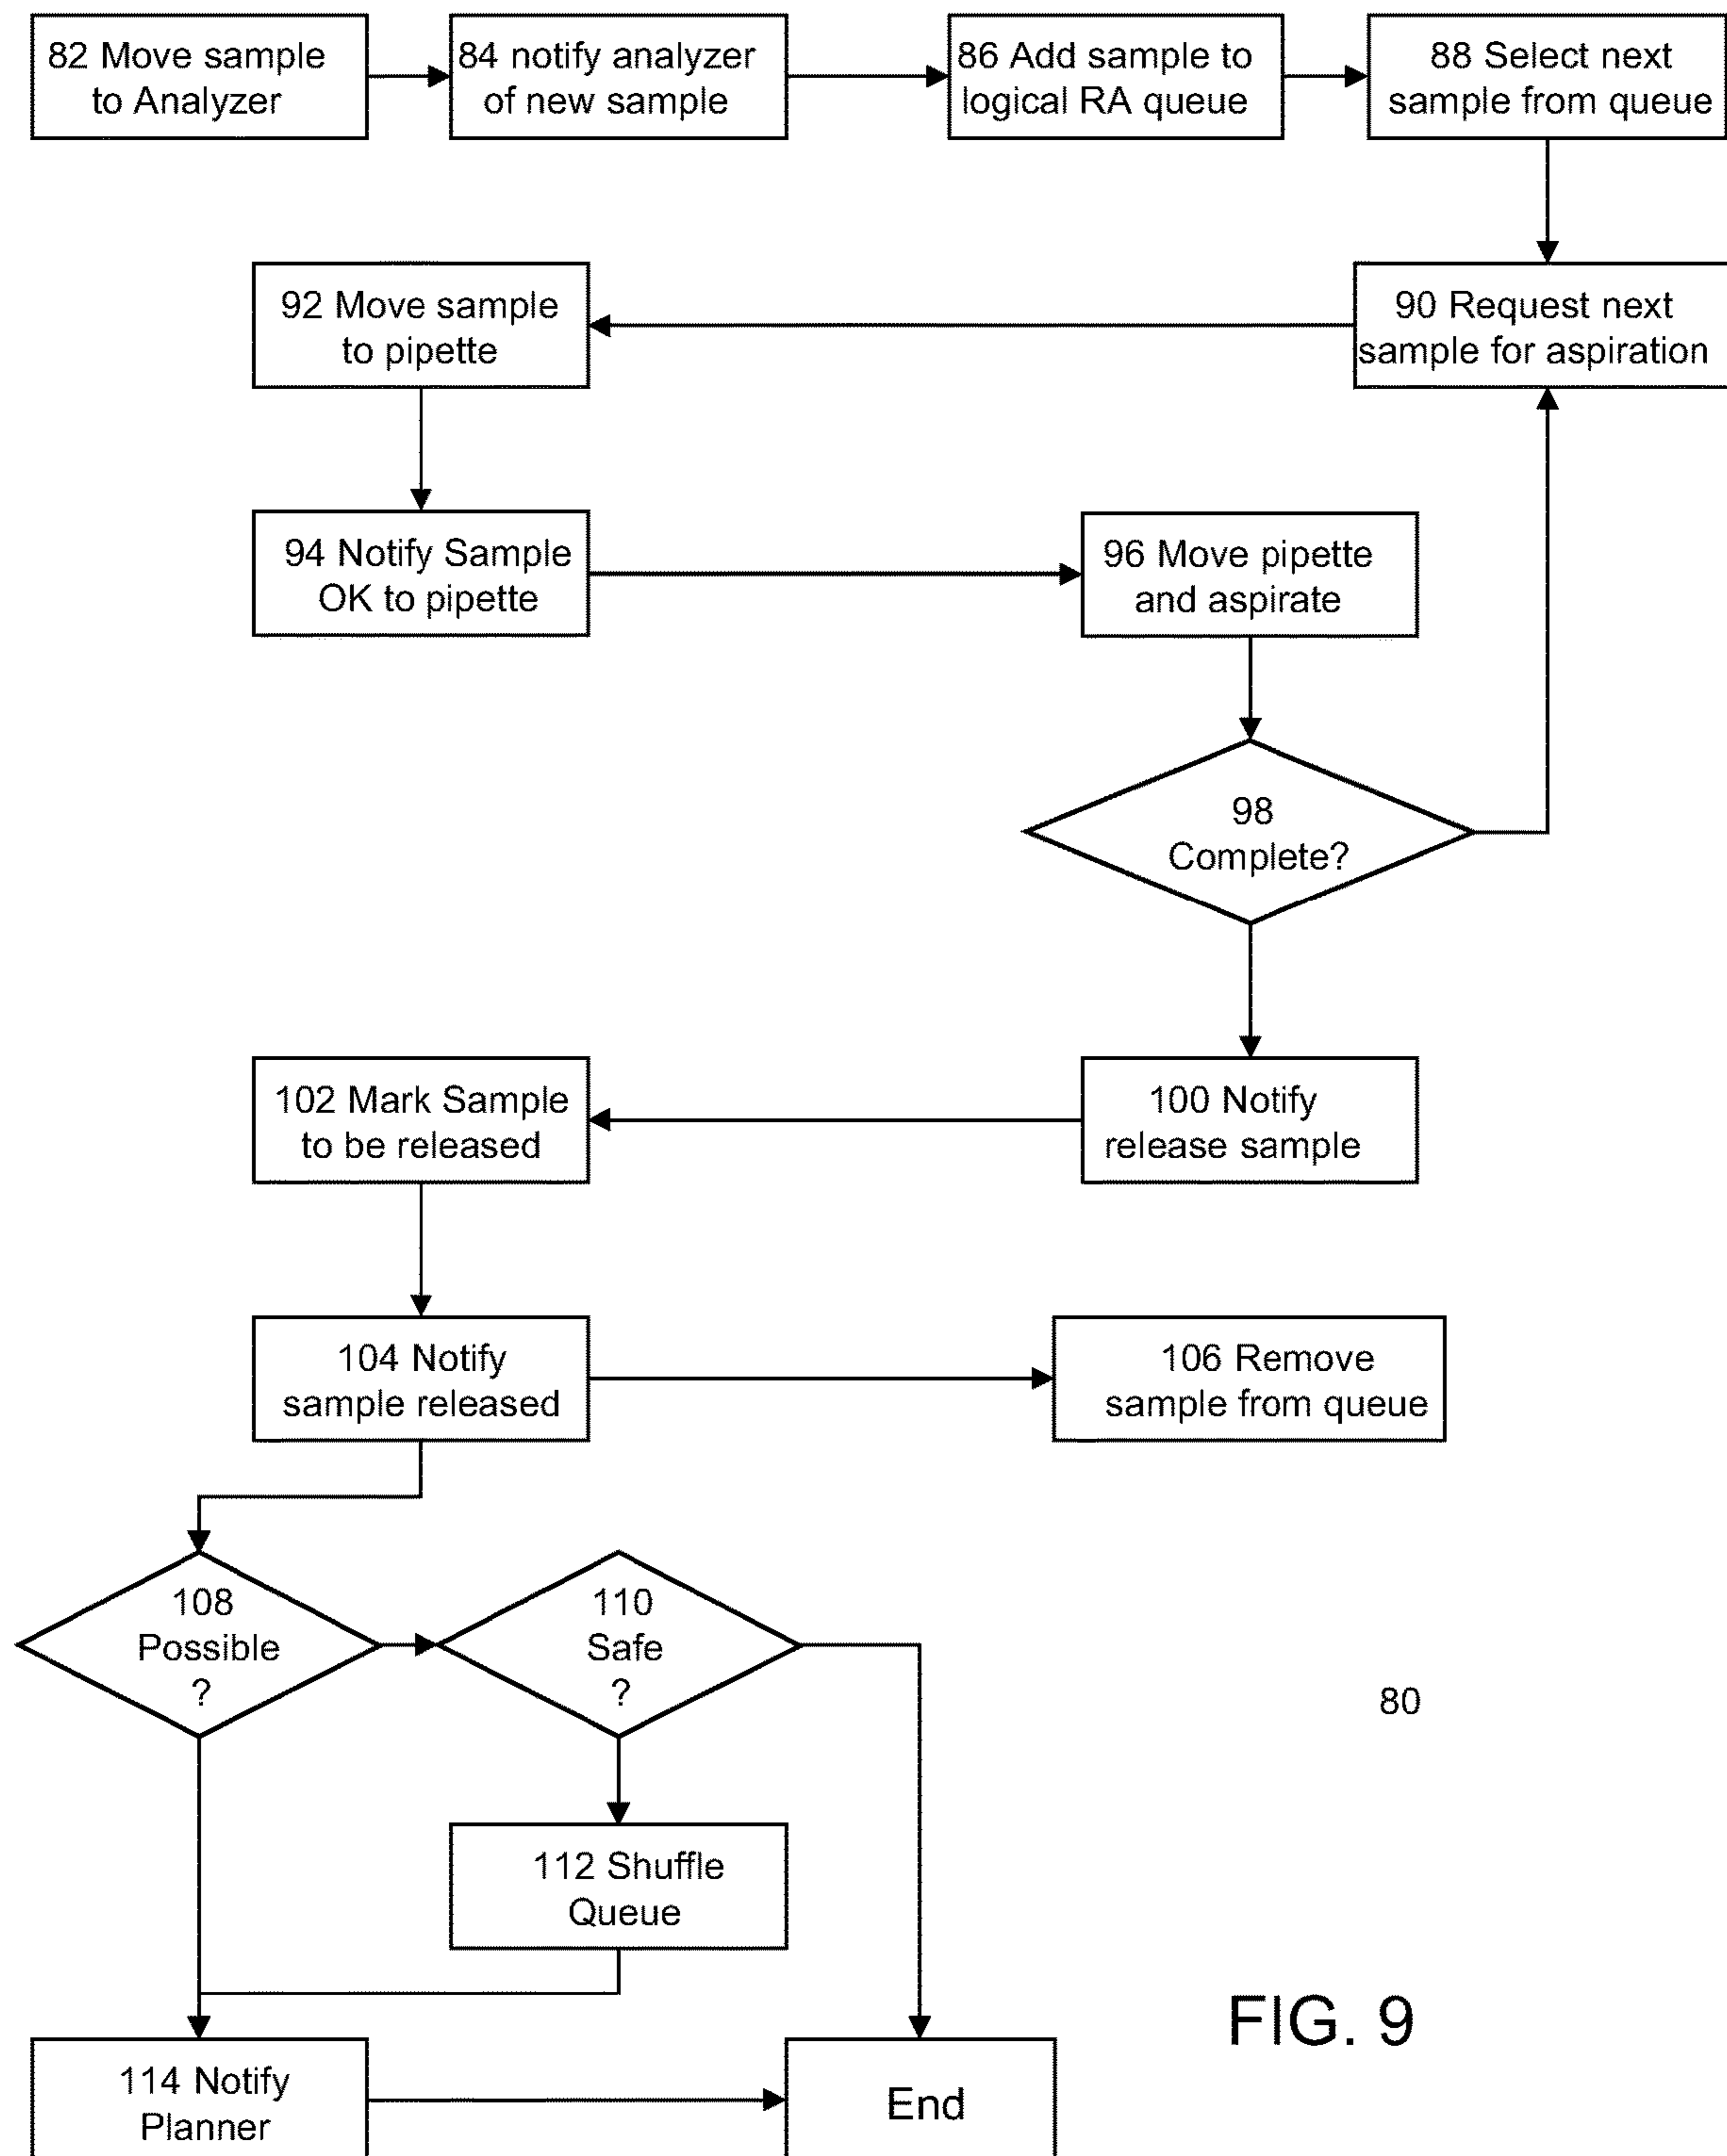 82 Move sample
to Analyzer
84 notify analyzer
of new sample
86 Add sample to
logical RA queue
88 Select next
sample from queue
92 Move sample
to pipette
90 Request next
sample for aspiration
94 Notify Sample
OK to pipette
96 Move pipette
and aspirate
98
Complete?
102 Mark Sample
to be released
100 Notify
release sample
104 Notify
sample released
106 Remove
sample from queue
108
Possible
?
110
Safe
?
80
112 Shuffle
Queue
FIG. 9
114 Notify
Planner
End